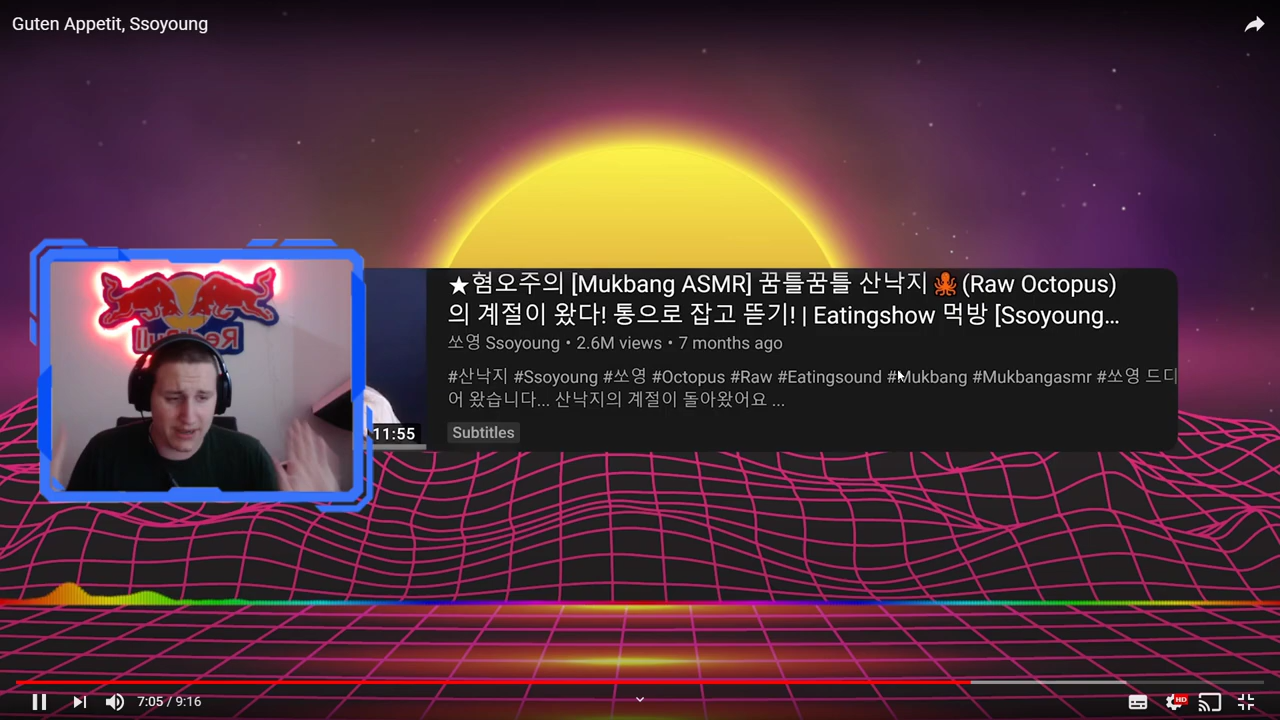 Guten Appetit, Ssoyoung
★혐오주의 [Mukbang ASMR] 꿈틀꿈틀 산낙지🐙(Raw Octopus)
의 계절이 왔다! 통으로 잡고 뜯기! | Eatingshow 먹방 [Ssoyoung...
쏘영 Ssoyoung • 2.6M views • 7 months ago
#산낙지 #Ssoyoung #쏘영 #Octopus #Raw #Eatingsound #Mukbang #Mukbangasmr #쏘영 드디
어 왔습니다... 산낙지의 계절이 돌아왔어요 ...
11:55
Subtitles
Red Bull
7:05 / 9:16
HD